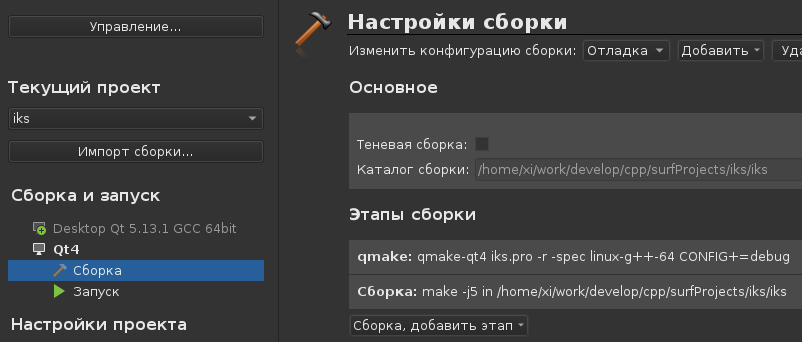 Управление...
Текущий проект
iks
Импорт сборки...
Сборка и запуск
Desktop Qt 5.13.1 GCC 64bit
Qt4
Сборка
Запуск
Настройки проекта
Настройки сборки
Изменить конфигурацию сборки: Отладка Добавить Уда
Основное
Теневая сборка:
Каталог сборки: /home/xi/work/develop/cpp/surfProjects/iks/iks
Этапы сборки
qmake: qmake-qt4 iks.pro -r -spec linux-g++-64 CONFIG+=debug
Сборка: make -j5 in /home/xi/work/develop/cpp/surfProjects/iks/iks
Сборка, добавить этап